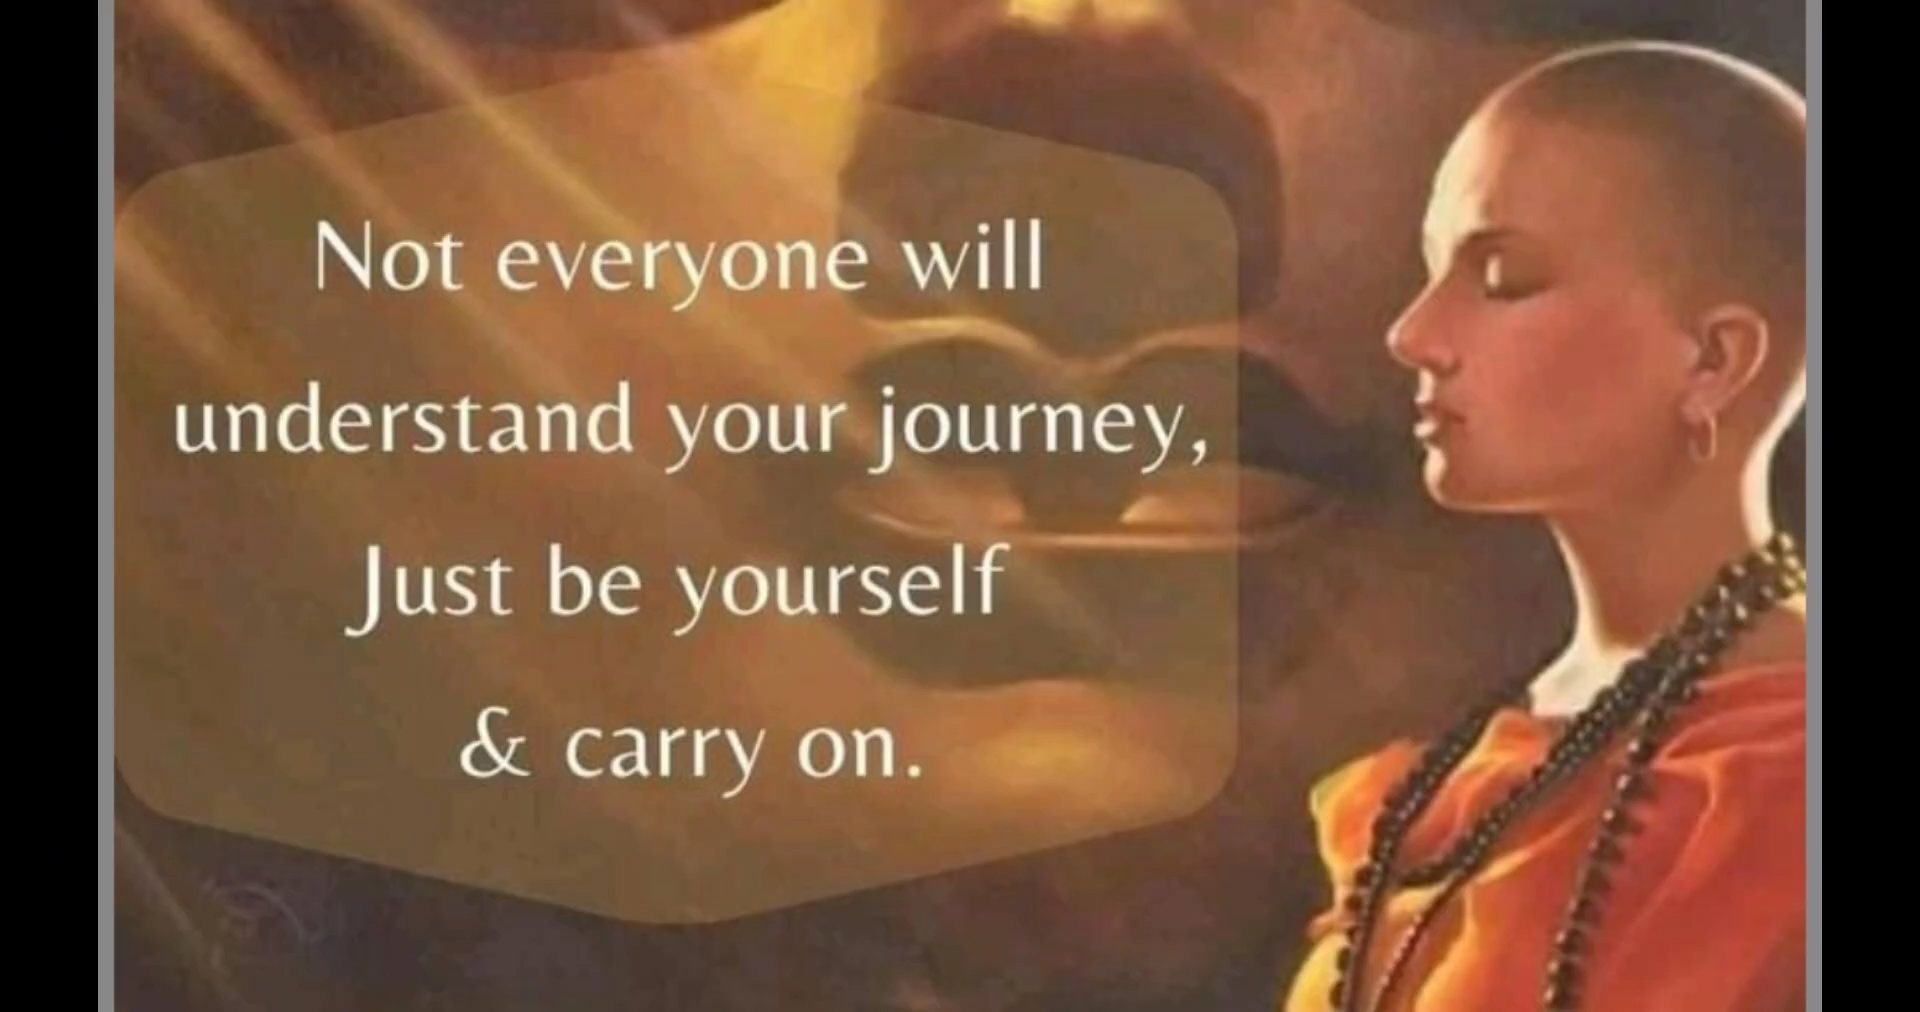 Not everyone will
understand your journey,
Just be yourself
& carry on.